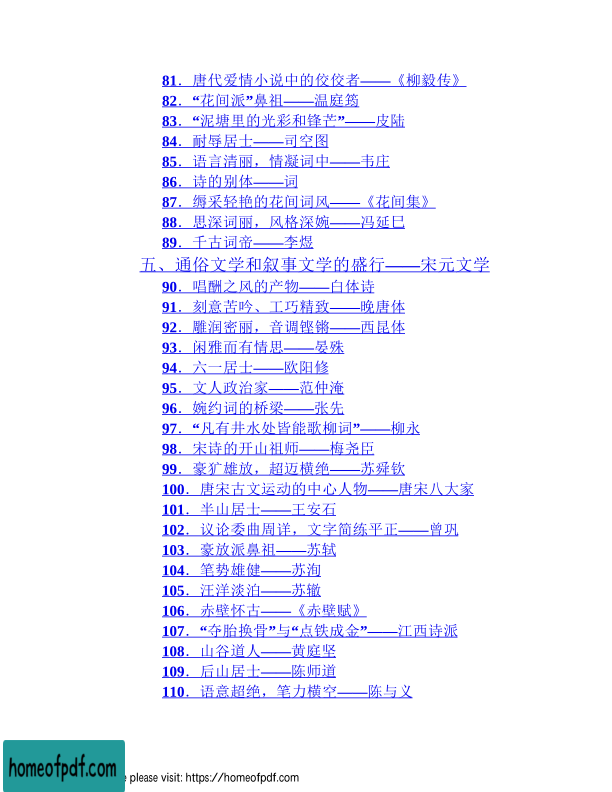 81．唐代爱情小说中的佼佼者——《柳毅传》
82．“花间派”鼻祖——温庭筠
83．“泥塘里的光彩和锋芒”——皮陆
84．耐辱居士——司空图
85．语言清丽，情凝词中——韦庄
86．诗的别体——词
87．缛采轻艳的花间词风——《花间集》
88．思深词丽，风格深婉——冯延巳
89．千古词帝——李煜
五、通俗文学和叙事文学的盛行——宋元文学
90．唱酬之风的产物——白体诗
91．刻意苦吟、工巧精致——晚唐体
92．雕润密丽，音调铿锵——西昆体
93．闲雅而有情思——晏殊
94．六一居士——欧阳修
95．文人政治家——范仲淹
96．婉约词的桥梁——张先
97．“凡有井水处皆能歌柳词”——柳永
98．宋诗的开山祖师——梅尧臣
99．豪犷雄放，超迈横绝——苏舜钦
100．唐宋古文运动的中心人物——唐宋八大家
101．半山居士——王安石
102．议论委曲周详，文字简练平正——曾巩
103．豪放派鼻祖——苏轼
104．笔势雄健——苏洵
105．汪洋淡泊——苏辙
106．赤壁怀古——《赤壁赋》
107．“夺胎换骨”与“点铁成金”——江西诗派
108．山谷道人——黄庭坚
109．后山居士——陈师道
110．语意超绝，笔力横空——陈与义
homeofpdf.com
please visit: https://homeofpdf.com